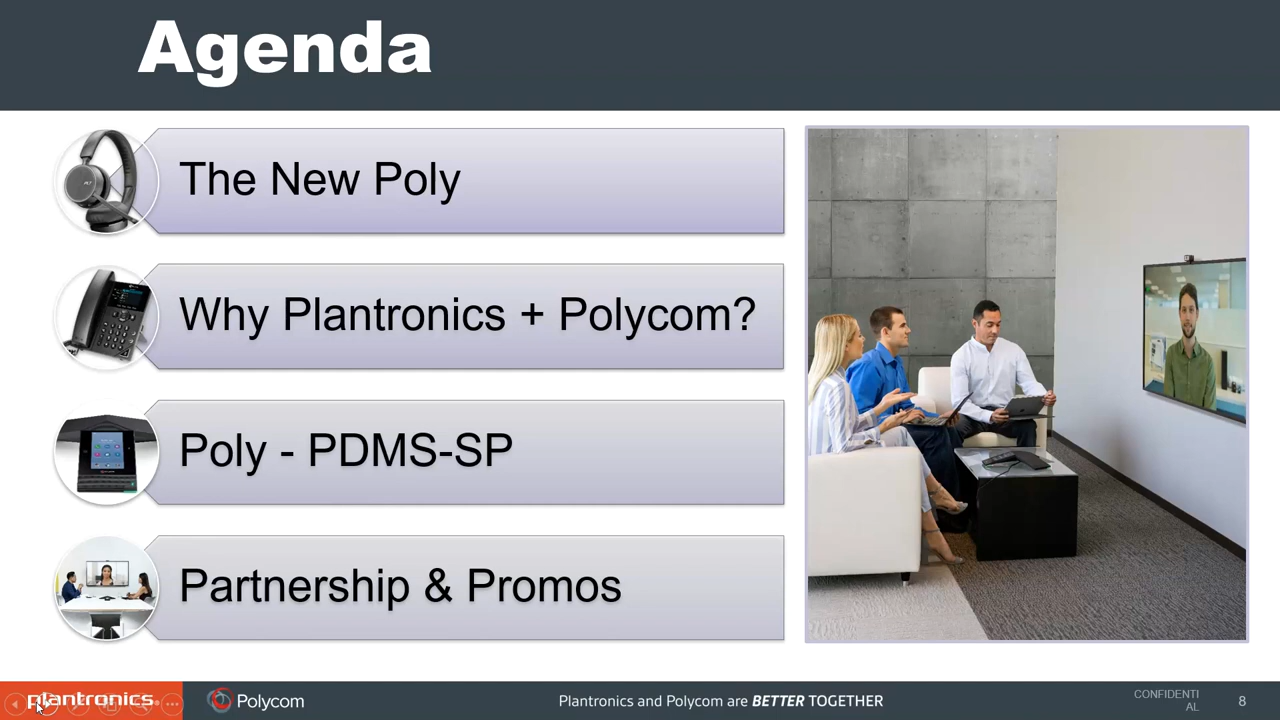 Agenda
The New Poly
Why Plantronics + Polycom?
Poly - PDMS-SP
Partnership & Promos
plantronics.
Polycom
Plantronics and Polycom are BETTER TOGETHER
CONFIDENTI
AL
8